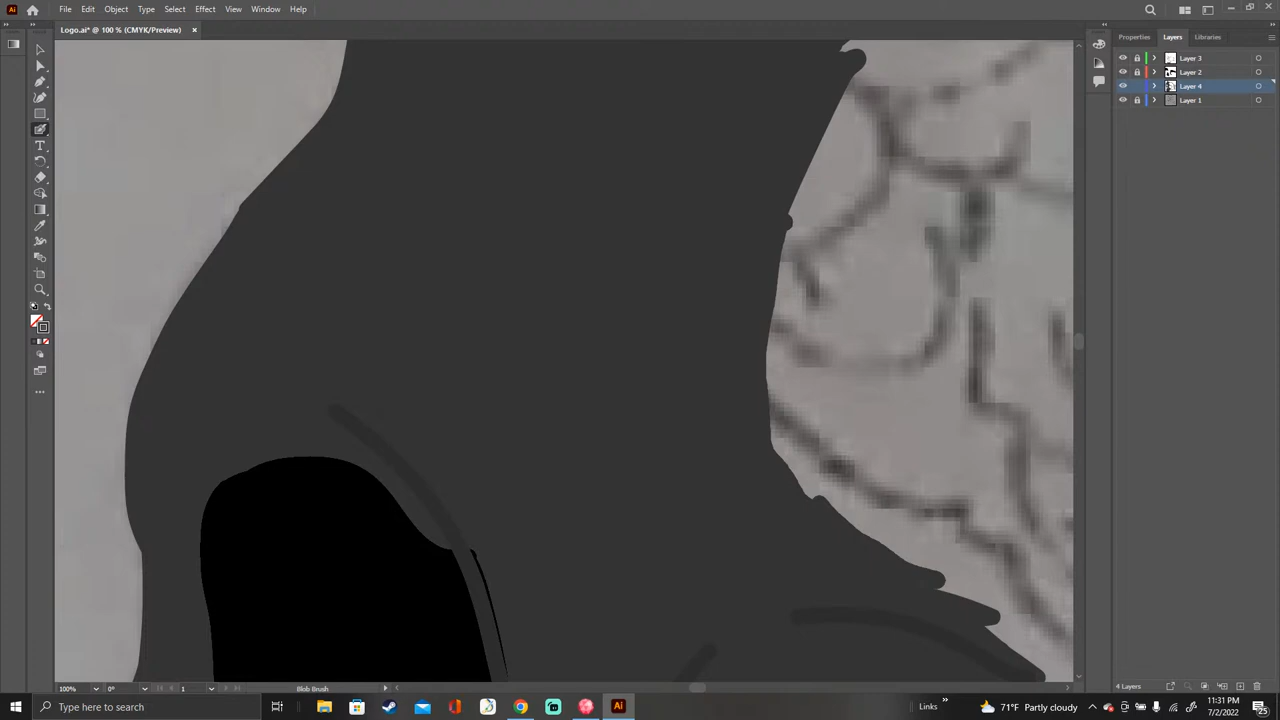 File Edit Object Type Select Effect View Window Help
Logo.ai* @ 100 % (CMYK/Preview)
Properties Layers Libraries
Layer 3
Layer 2
Layer 4
Layer 1
4 Layers
100% 0° 1 Blob Brush
Type here to search
Links
71°F Partly cloudy
11:31 PM
7/2/2022